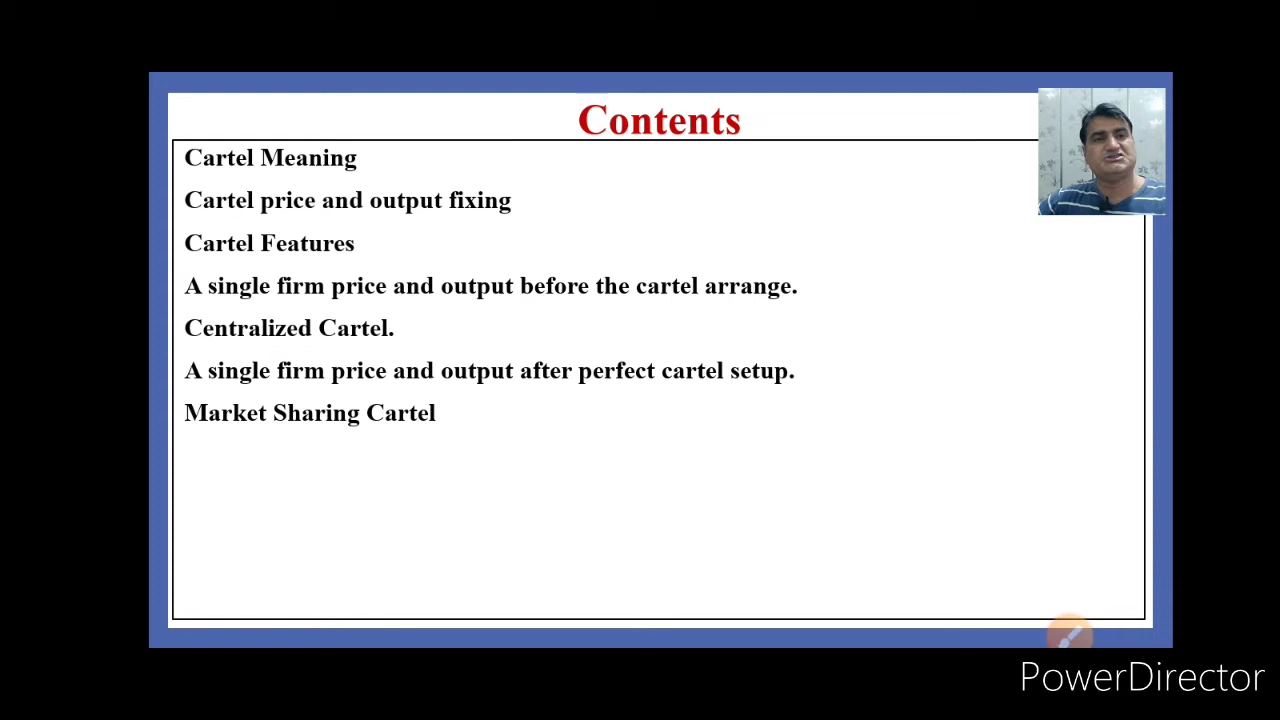 Contents
Cartel Meaning
Cartel price and output fixing
Cartel Features
A single firm price and output before the cartel arrange.
Centralized Cartel.
A single firm price and output after perfect cartel setup.
Market Sharing Cartel
PowerDirector